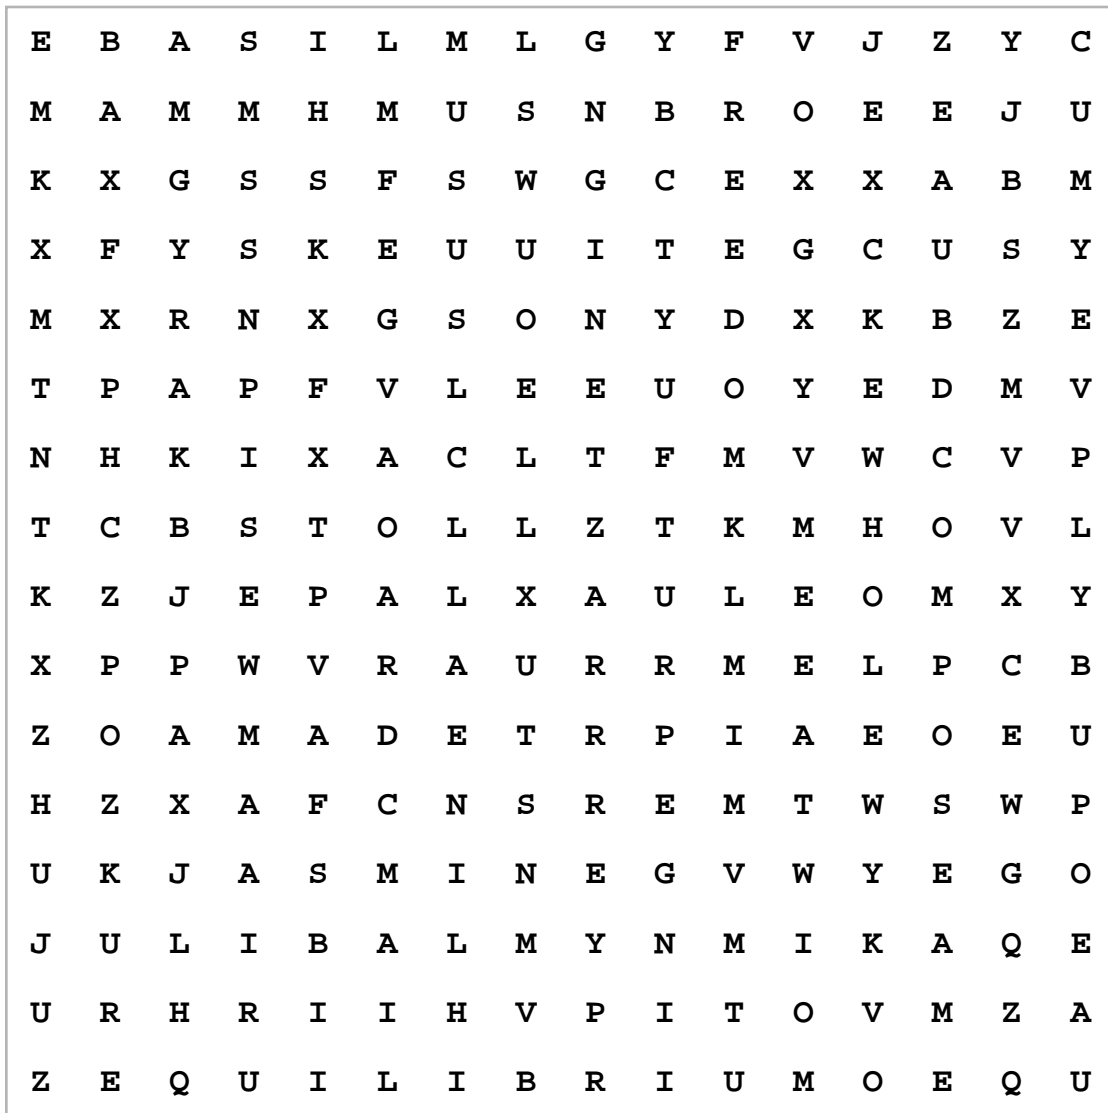 E B A S I L M L G Y F V J Z Y C
M A M M H M U S N B R O E E J U
K X G S S F S W G C E X X A B M
X F Y S K E U U I T E G C U S Y
M X R N X G S O N Y D X K B Z E
T P A P F V L E E U O Y E D M V
N H K I X A C L T F M V W C V P
T C B S T O L L Z T K M H O V L
K Z J E P A L X A U L E O M X Y
X P P W V R A U R R M E L P C B
Z O A M A D E T R P I A E O E U
H Z X A F C N S R E M T W S W P
U K J A S M I N E G V W Y E G O
J U L I B A L M Y N M I K A Q E
U R H R I I H V P I T O V M Z A
Z E Q U I L I B R I U M O E Q U